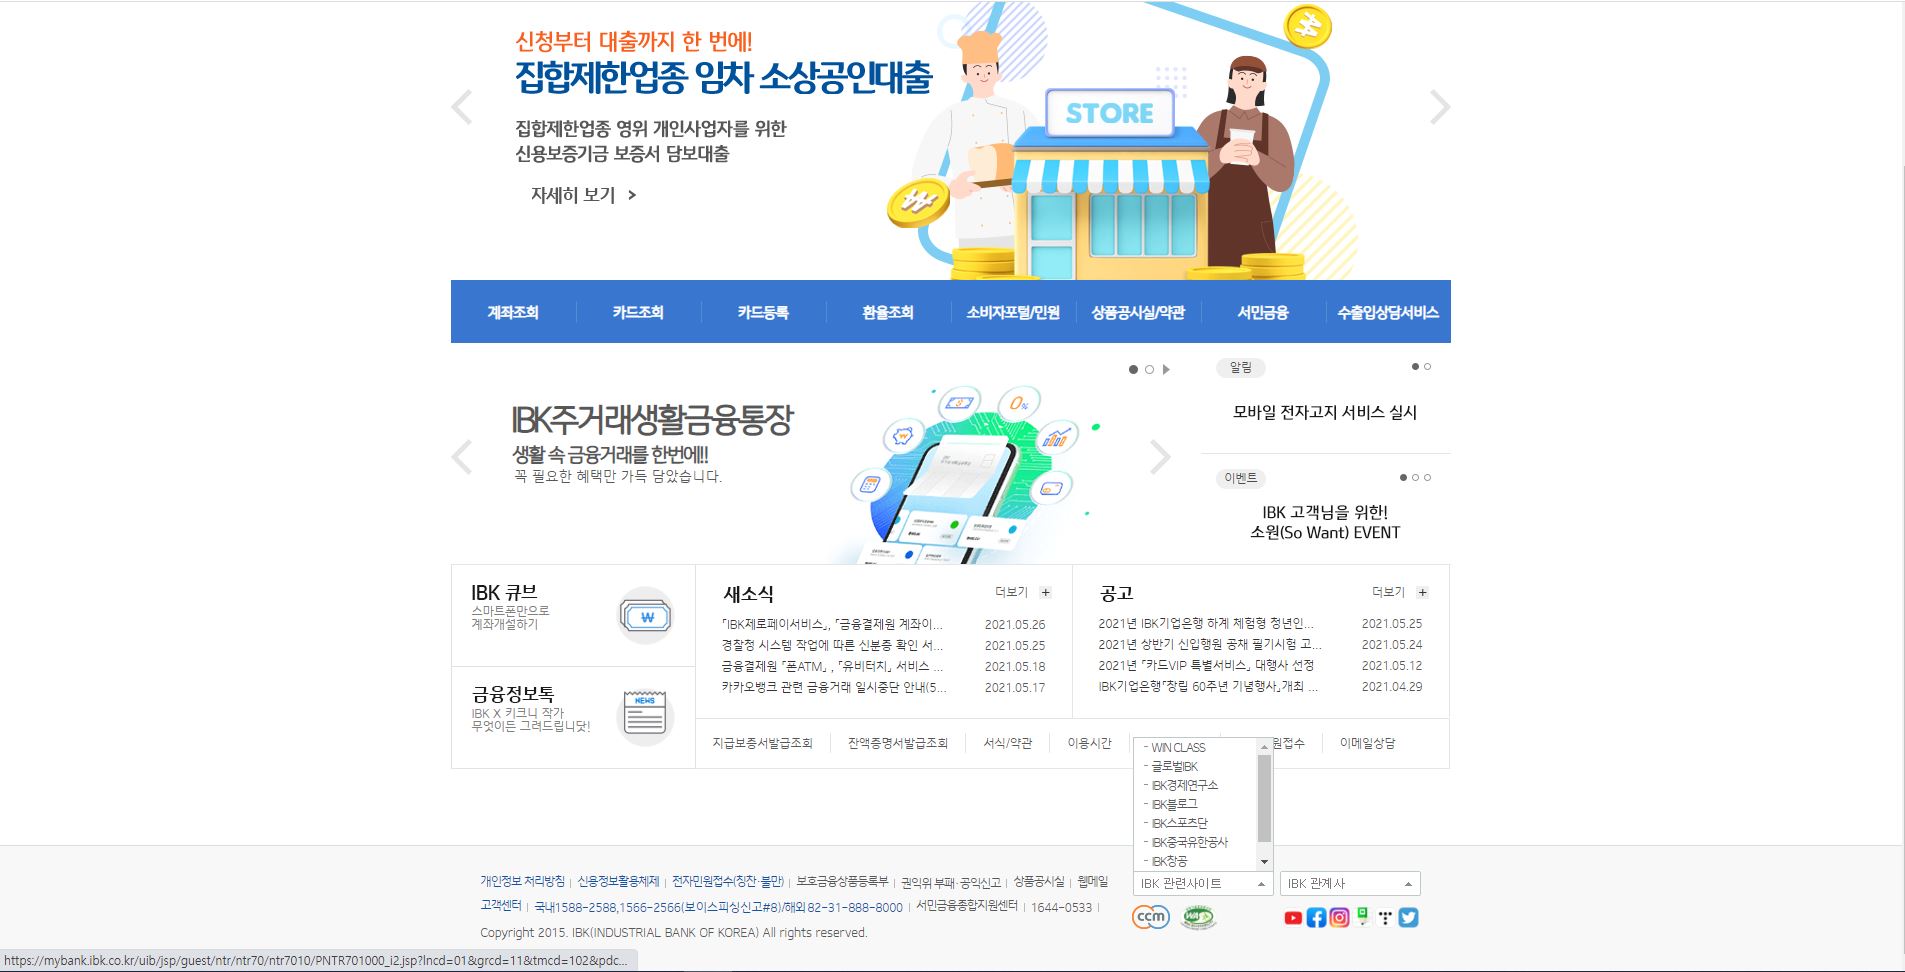 신청부터 대출까지 한 번에!
집합제한업종 임차 소상공인대출
집합제한업종 영위 개인사업자를 위한
신용보증기금 보증서 담보대출
자세히 보기 >
STORE
계좌조회 카드조회 카드등록 환율조회 소비자포털/민원 상품공시실/약관 서민금융 수출입상담서비스
IBK주거래생활금융통장
생활 속 금융거래를 한번에!!
꼭 필요한 혜택만 가득 담았습니다.
0%
알림
모바일 전자고지 서비스 실시
이벤트
IBK 고객님을 위한!
소원(So Want) EVENT
IBK 큐브
스마트폰만으로
계좌개설하기
금융정보톡
IBK X 키크니 작가
무엇이든 그려드립니닷!
NEWS
새소식 더보기 +
「IBK제로페이서비스」, 「금융결제원 계좌이... 2021.05.26
경찰청 시스템 작업에 따른 신분증 확인 서... 2021.05.25
금융결제원 「폰ATM」, 「유비터치」 서비스 ... 2021.05.18
카카오뱅크 관련 금융거래 일시중단 안내(5... 2021.05.17
공고 더보기 +
2021년 IBK기업은행 하계 체험형 청년인... 2021.05.25
2021년 상반기 신입행원 공채 필기시험 고... 2021.05.24
2021년 「카드VIP 특별서비스」 대행사 선정 2021.05.12
IBK기업은행「창립 60주년 기념행사」개최 ... 2021.04.29
지급보증서발급조회 잔액증명서발급조회 서식/약관 이용시간 원접수 이메일상담
- WIN CLASS
- 글로벌IBK
- IBK경제연구소
- IBK블로그
- IBK스포츠단
- IBK중국유한공사
- IBK창공
IBK 관련사이트
IBK 관계사
개인정보 처리방침 신용정보활용체제 전자민원접수(칭찬·불만) 보호금융상품등록부 권익위 부패·공익신고 상품공시실 웹메일
고객센터 국내1588-2588,1566-2566(보이스피싱신고#8)/해외82-31-888-8000 서민금융종합지원센터 1644-0533
Copyright 2015. IBK(INDUSTRIAL BANK OF KOREA) All rights reserved.
ccm
WA
https://mybank.ibk.co.kr/uib/jsp/guest/ntr/ntr70/ntr7010/PNTR701000_i2.jsp?lncd=01&grcd=11&tmcd=102&pdc...